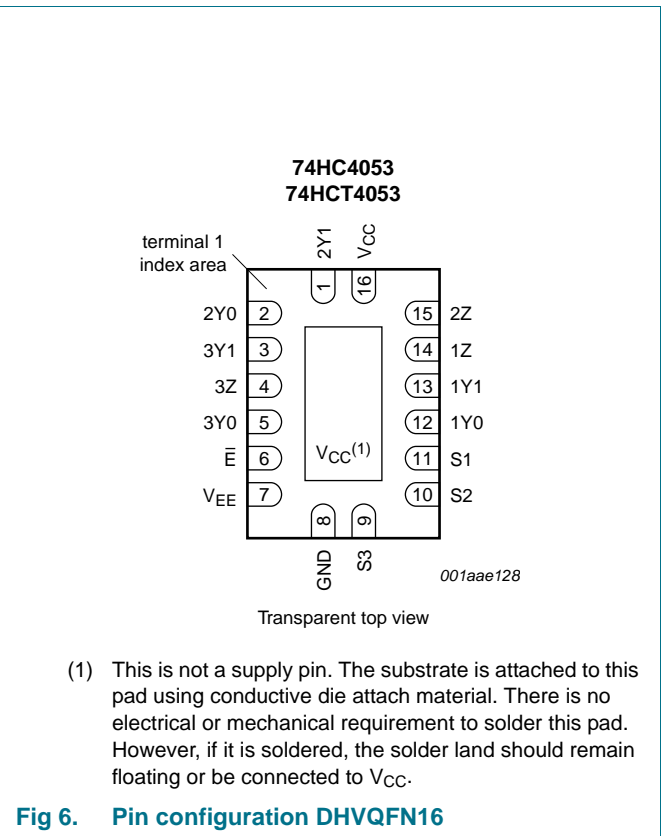 74HC4053
74HCT4053
terminal 1
index area
2Y1
VCC
1
16
2Y0 2
15 2Z
3Y1 3
14 1Z
3Z 4
13 1Y1
3Y0 5
12 1Y0
E̅ 6
VCC(1)
11 S1
VEE 7
10 S2
8
9
GND
S3
001aae128
Transparent top view
(1) This is not a supply pin. The substrate is attached to this
pad using conductive die attach material. There is no
electrical or mechanical requirement to solder this pad.
However, if it is soldered, the solder land should remain
floating or be connected to VCC.
Fig 6. Pin configuration DHVQFN16